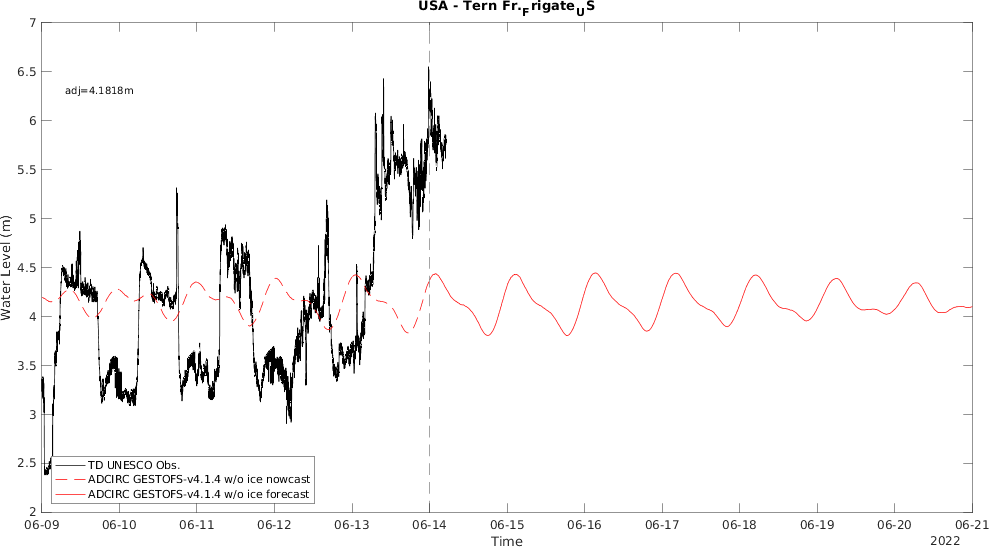 USA - Tern Fr.FrigateUS
7
6.5
6
5.5
5
4.5
4
3.5
3
2.5
2
Water Level (m)
adj=4.1818m
TD UNESCO Obs.
ADCIRC GESTOFS-v4.1.4 w/o ice nowcast
ADCIRC GESTOFS-v4.1.4 w/o ice forecast
06-09 06-10 06-11 06-12 06-13 06-14 06-15 06-16 06-17 06-18 06-19 06-20 06-21
Time
2022